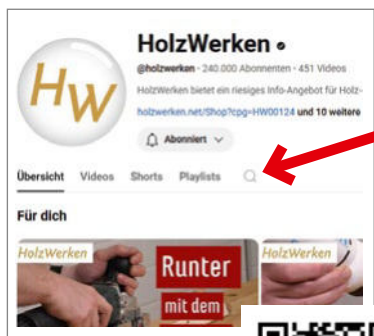 HW
HolzWerken
@holzwerken · 240.000 Abonnenten · 451 Videos
HolzWerken bietet ein riesiges Info-Angebot für Holz-
holzwerken.net/Shop?cpg=HW00124 und 10 weitere
Abonniert
Übersicht Videos Shorts Playlists
Für dich
HolzWerken
Runter
mit dem
HolzWerken